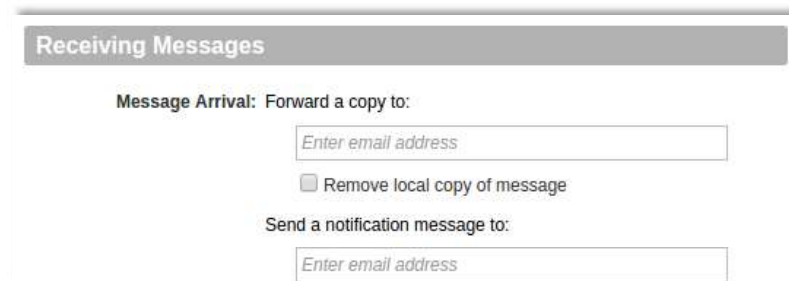 Receiving Messages
Message Arrival: Forward a copy to:
Enter email address
Remove local copy of message
Send a notification message to:
Enter email address